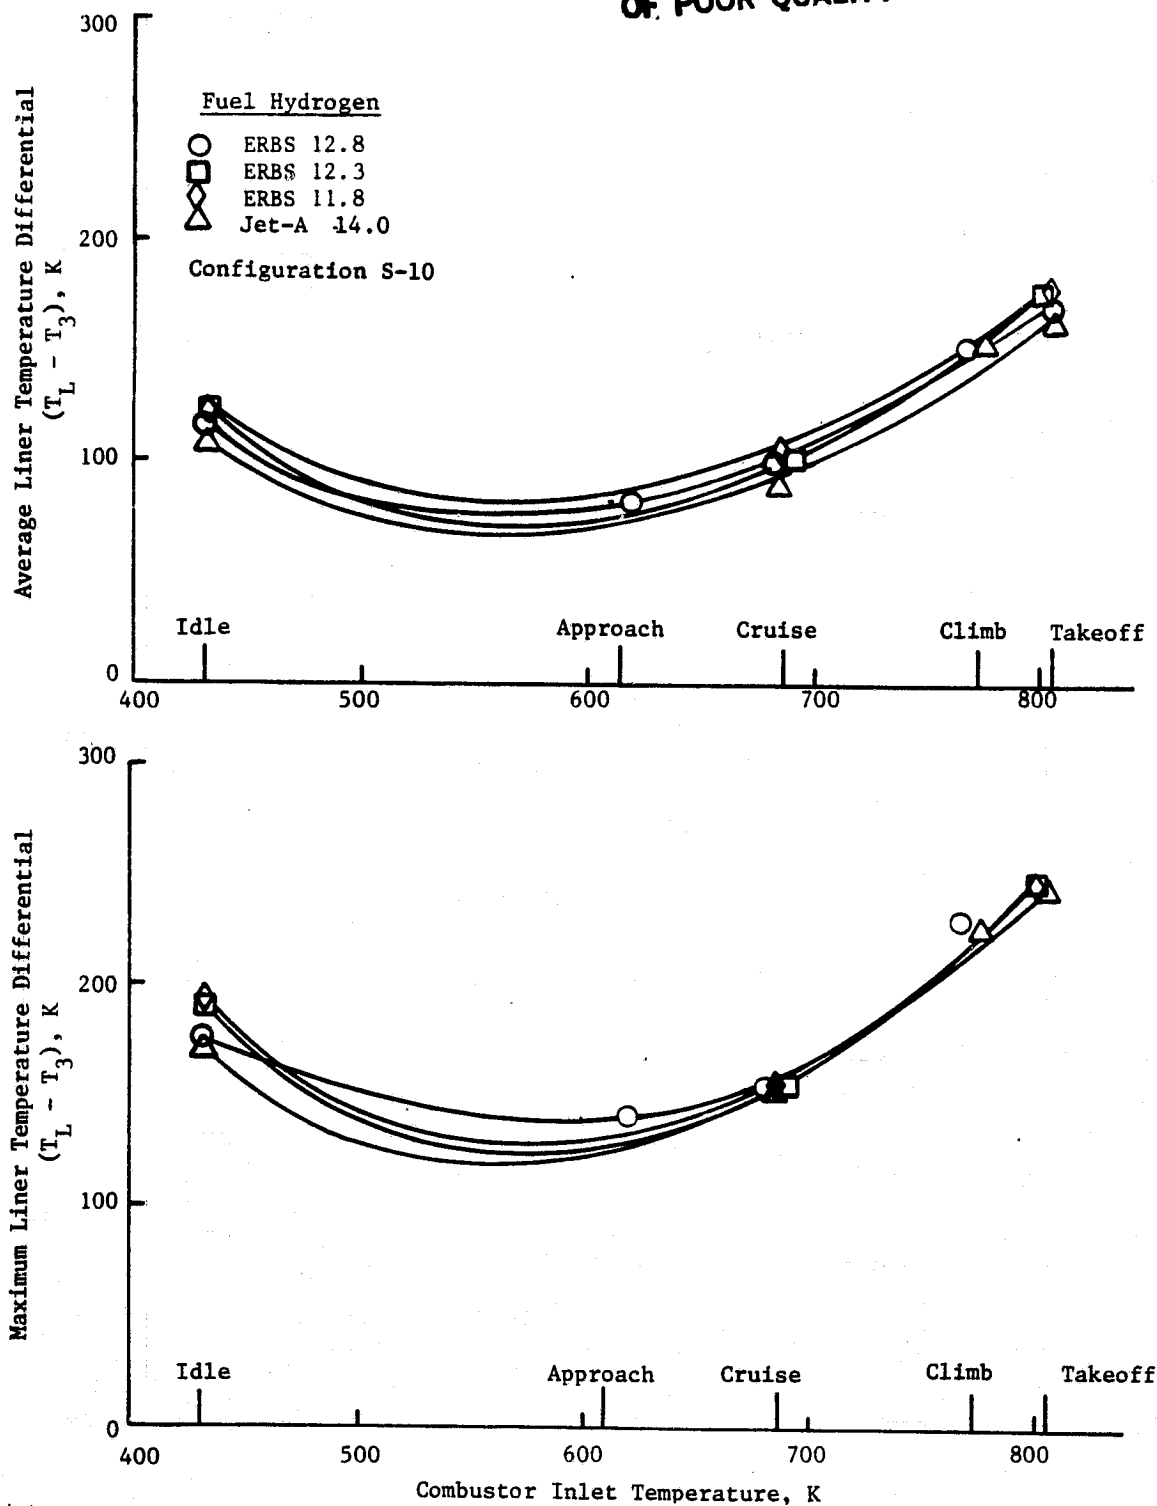 OF POOR QUALITY
300
Fuel Hydrogen
ERBS 12.8
ERBS 12.3
ERBS 11.8
Jet-A 14.0
Configuration S-10
200
100
0
Average Liner Temperature Differential
(T_L - T_3), K
Idle
Approach
Cruise
Climb
Takeoff
400
500
600
700
800
300
200
100
0
Maximum Liner Temperature Differential
(T_L - T_3), K
Idle
Approach
Cruise
Climb
Takeoff
400
500
600
700
800
Combustor Inlet Temperature, K